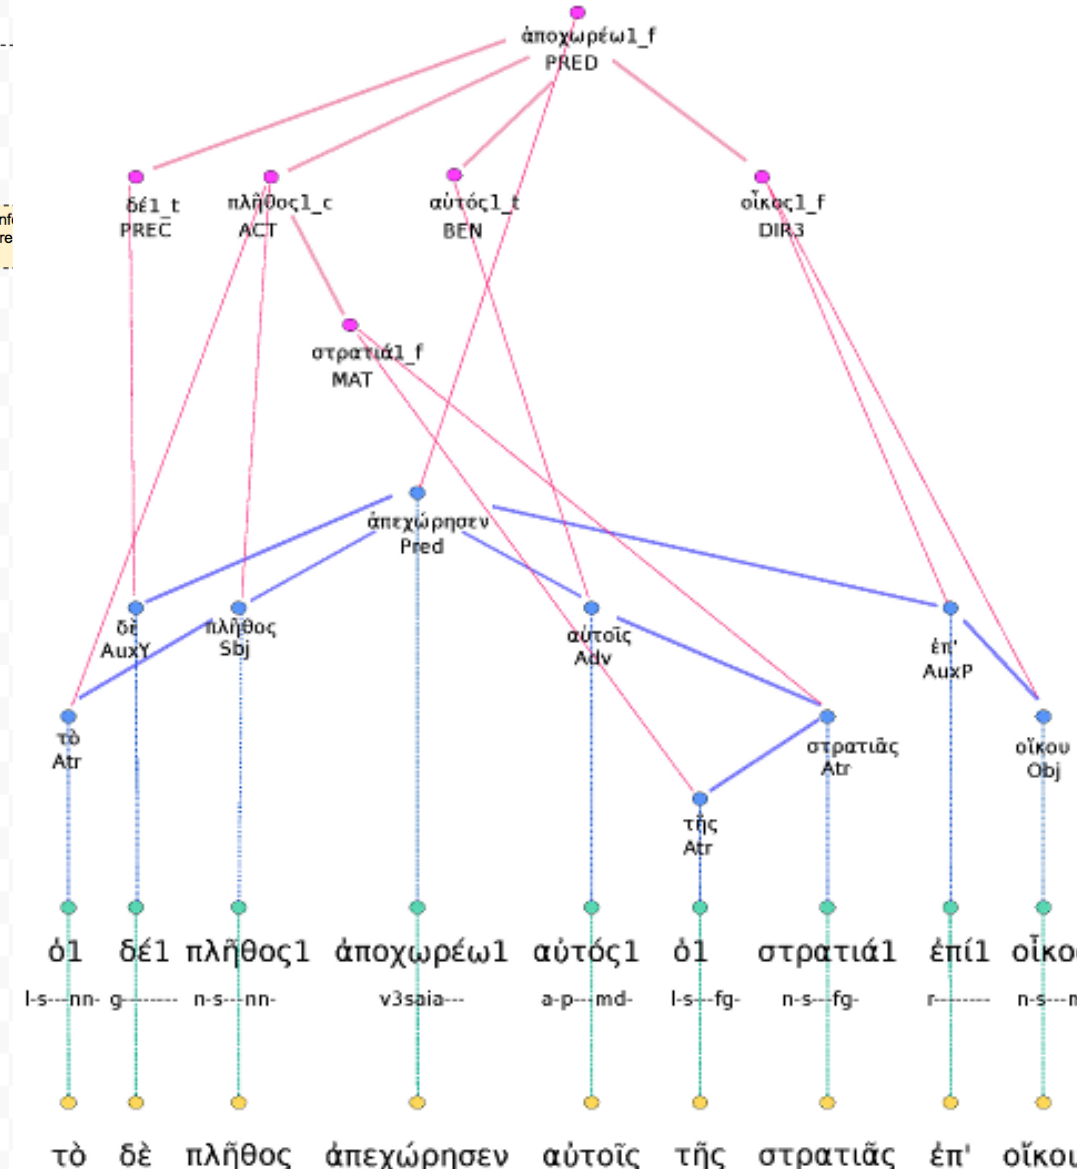 ἀποχωρέω1_f
PRED
δέ1_t πλῆθος1_c αὐτός1_t οἶκος1_f
PREC ACT BEN DIR3
στρατιά1_f
MAT
ἀπεχώρησεν
Pred
δὲ πλῆθος αὐτοῖς ἐπ'
AuxY Sbj Adv AuxP
τὸ στρατιᾶς οἴκου
Atr Atr Obj
τῆς
Atr
ὁ1 δέ1 πλῆθος1 ἀποχωρέω1 αὐτός1 ὁ1 στρατιά1 ἐπί1 οἶκο
l-s---nn- g-------- n-s---nn- v3saia--- a-p---md- l-s---fg- n-s---fg- r-------- n-s---m
τὸ δὲ πλῆθος ἀπεχώρησεν αὐτοῖς τῆς στρατιᾶς ἐπ' οἴκου